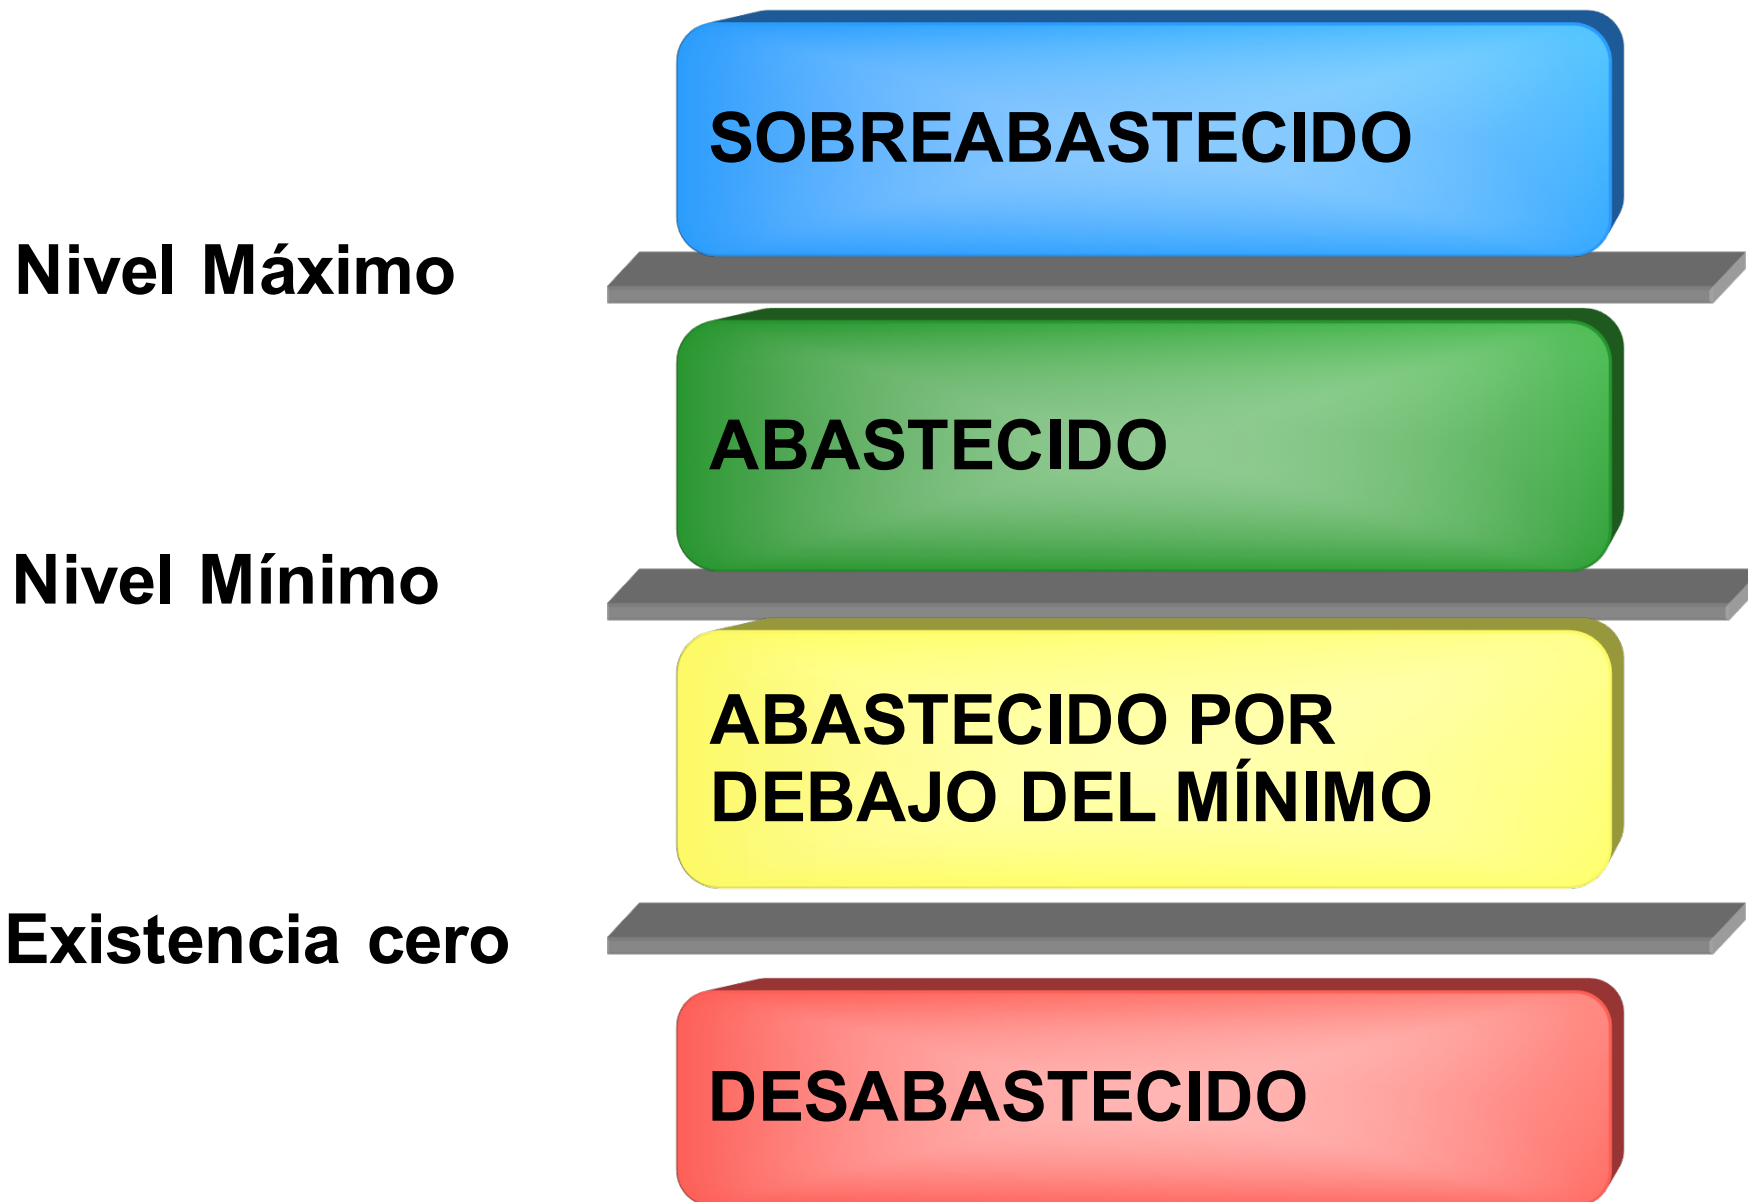 SOBREABASTECIDO
Nivel Máximo
ABASTECIDO
Nivel Mínimo
ABASTECIDO POR
DEBAJO DEL MÍNIMO
Existencia cero
DESABASTECIDO